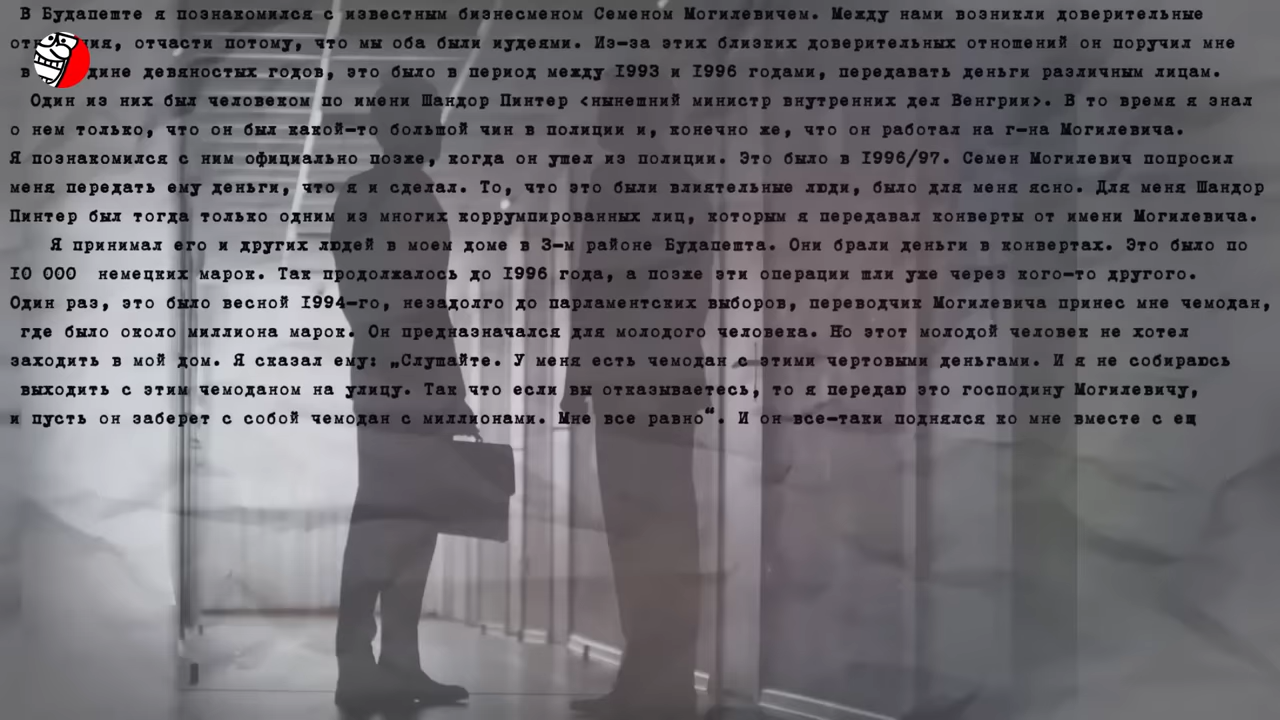 В Будапеште я познакомился с известным бизнесменом Семеном Могилевичем. Между нами возникли доверительные
отчасти потому, что мы оба были иудеями. Из-за этих близких доверительных отношений он поручил мне
в девяностых годов, это было в период между 1993 и 1996 годами, передавать деньги различным лицам.
Один из них был человеком по имени Шандор Пинтер <нынешний министр внутренних дел Венгрии>. В то время я знал
о нем только, что он был какой-то большой чин в полиции и, конечно же, что он работал на г-на Могилевича.
Я познакомился с ним официально позже, когда он ушел из полиции. Это было в 1996/97. Семен Могилевич попросил
меня передать ему деньги, что я и сделал. То, что это были влиятельные люди, было для меня ясно. Для меня Шандор
Пинтер был тогда только одним из многих коррумпированных лиц, которым я передавал конверты от имени Могилевича.
Я принимал его и других людей в моем доме в 3-м районе Будапешта. Они брали деньги в конвертах. Это было по
10 000 немецких марок. Так продолжалось до 1996 года, а позже эти операции шли уже через кого-то другого.
Один раз, это было весной 1994-го, незадолго до парламентских выборов, переводчик Могилевича принес мне чемодан,
где было около миллиона марок. Он предназначался для молодого человека. Но этот молодой человек не хотел
заходить в мой дом. Я сказал ему: „Слушайте. У меня есть чемодан с этими чертовыми деньгами. И я не собираюсь
выходить с этим чемоданом на улицу. Так что если вы отказываетесь, то я передаю это господину Могилевичу,
и пусть он заберет с собой чемодан с миллионами. Мне все равно“. И он все-таки поднялся ко мне вместе с ещ